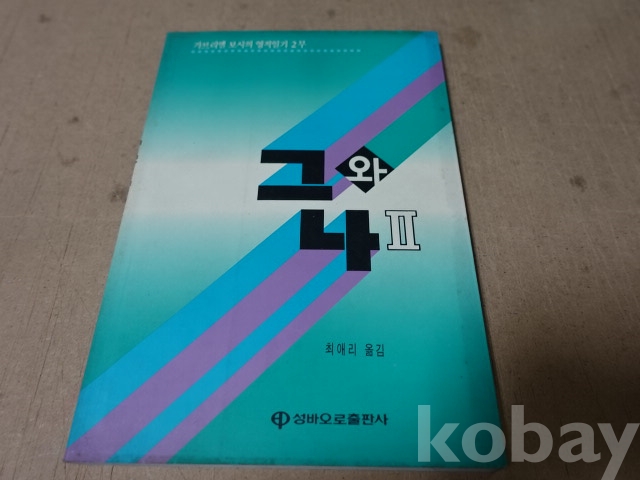 가브리엘 보시의 영적일기 2부
그와
나 II
최애리 옮김
성바오로출판사
kobay